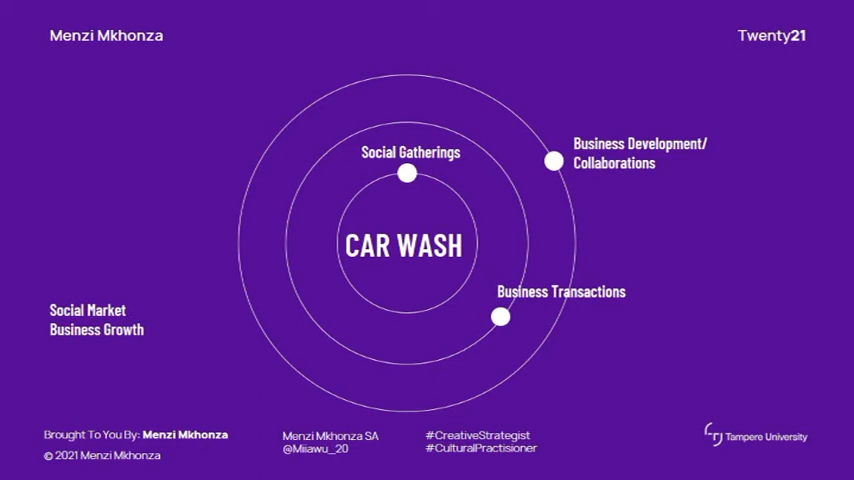 Menzi Mkhonza
Twenty21
Social Gatherings
Business Development/
Collaborations
CAR WASH
Business Transactions
Social Market
Business Growth
Brought To You By: Menzi Mkhonza
© 2021 Menzi Mkhonza
Menzi Mkhonza SA
@Miiawu_20
#CreativeStrategist
#CulturalPractisioner
Tampere University